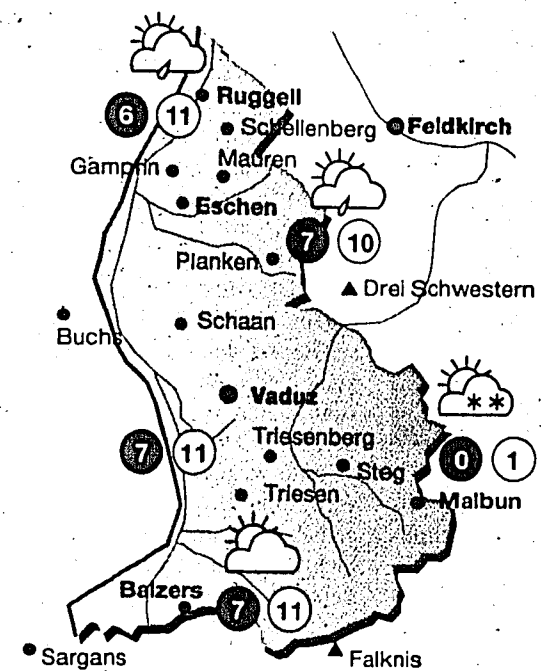 Ruggell
6 11
Schellenberg
Feldkirch
Gamprin
Mauren
Eschen
7 10
Planken
Drei Schwestern
Schaan
Buchs
Vaduz
Triesenberg
7 11
0 1
Steg
Malbun
Triesen
Balzers
7 11
Sargans
Falknis